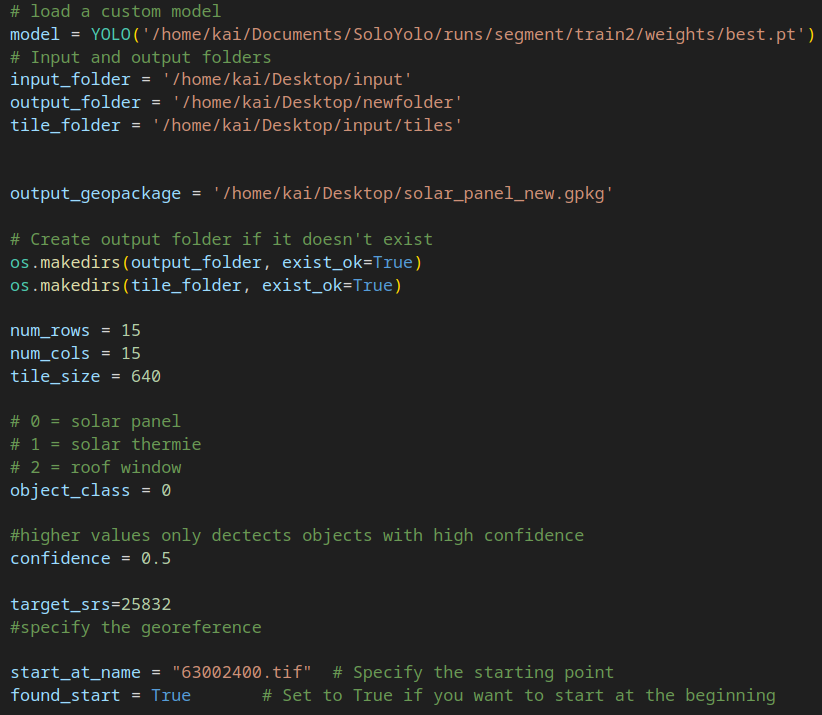 # load a custom model
model = YOLO('/home/kai/Documents/SoloYolo/runs/segment/train2/weights/best.pt')
# Input and output folders
input_folder = '/home/kai/Desktop/input'
output_folder = '/home/kai/Desktop/newfolder'
tile_folder = '/home/kai/Desktop/input/tiles'
output_geopackage = '/home/kai/Desktop/solar_panel_new.gpkg'
# Create output folder if it doesn't exist
os.makedirs(output_folder, exist_ok=True)
os.makedirs(tile_folder, exist_ok=True)
num_rows = 15
num_cols = 15
tile_size = 640
# 0 = solar panel
# 1 = solar thermie
# 2 = roof window
object_class = 0
#higher values only dectects objects with high confidence
confidence = 0.5
target_srs=25832
#specify the georeference
start_at_name = "63002400.tif"  # Specify the starting point
found_start = True       # Set to True if you want to start at the beginning